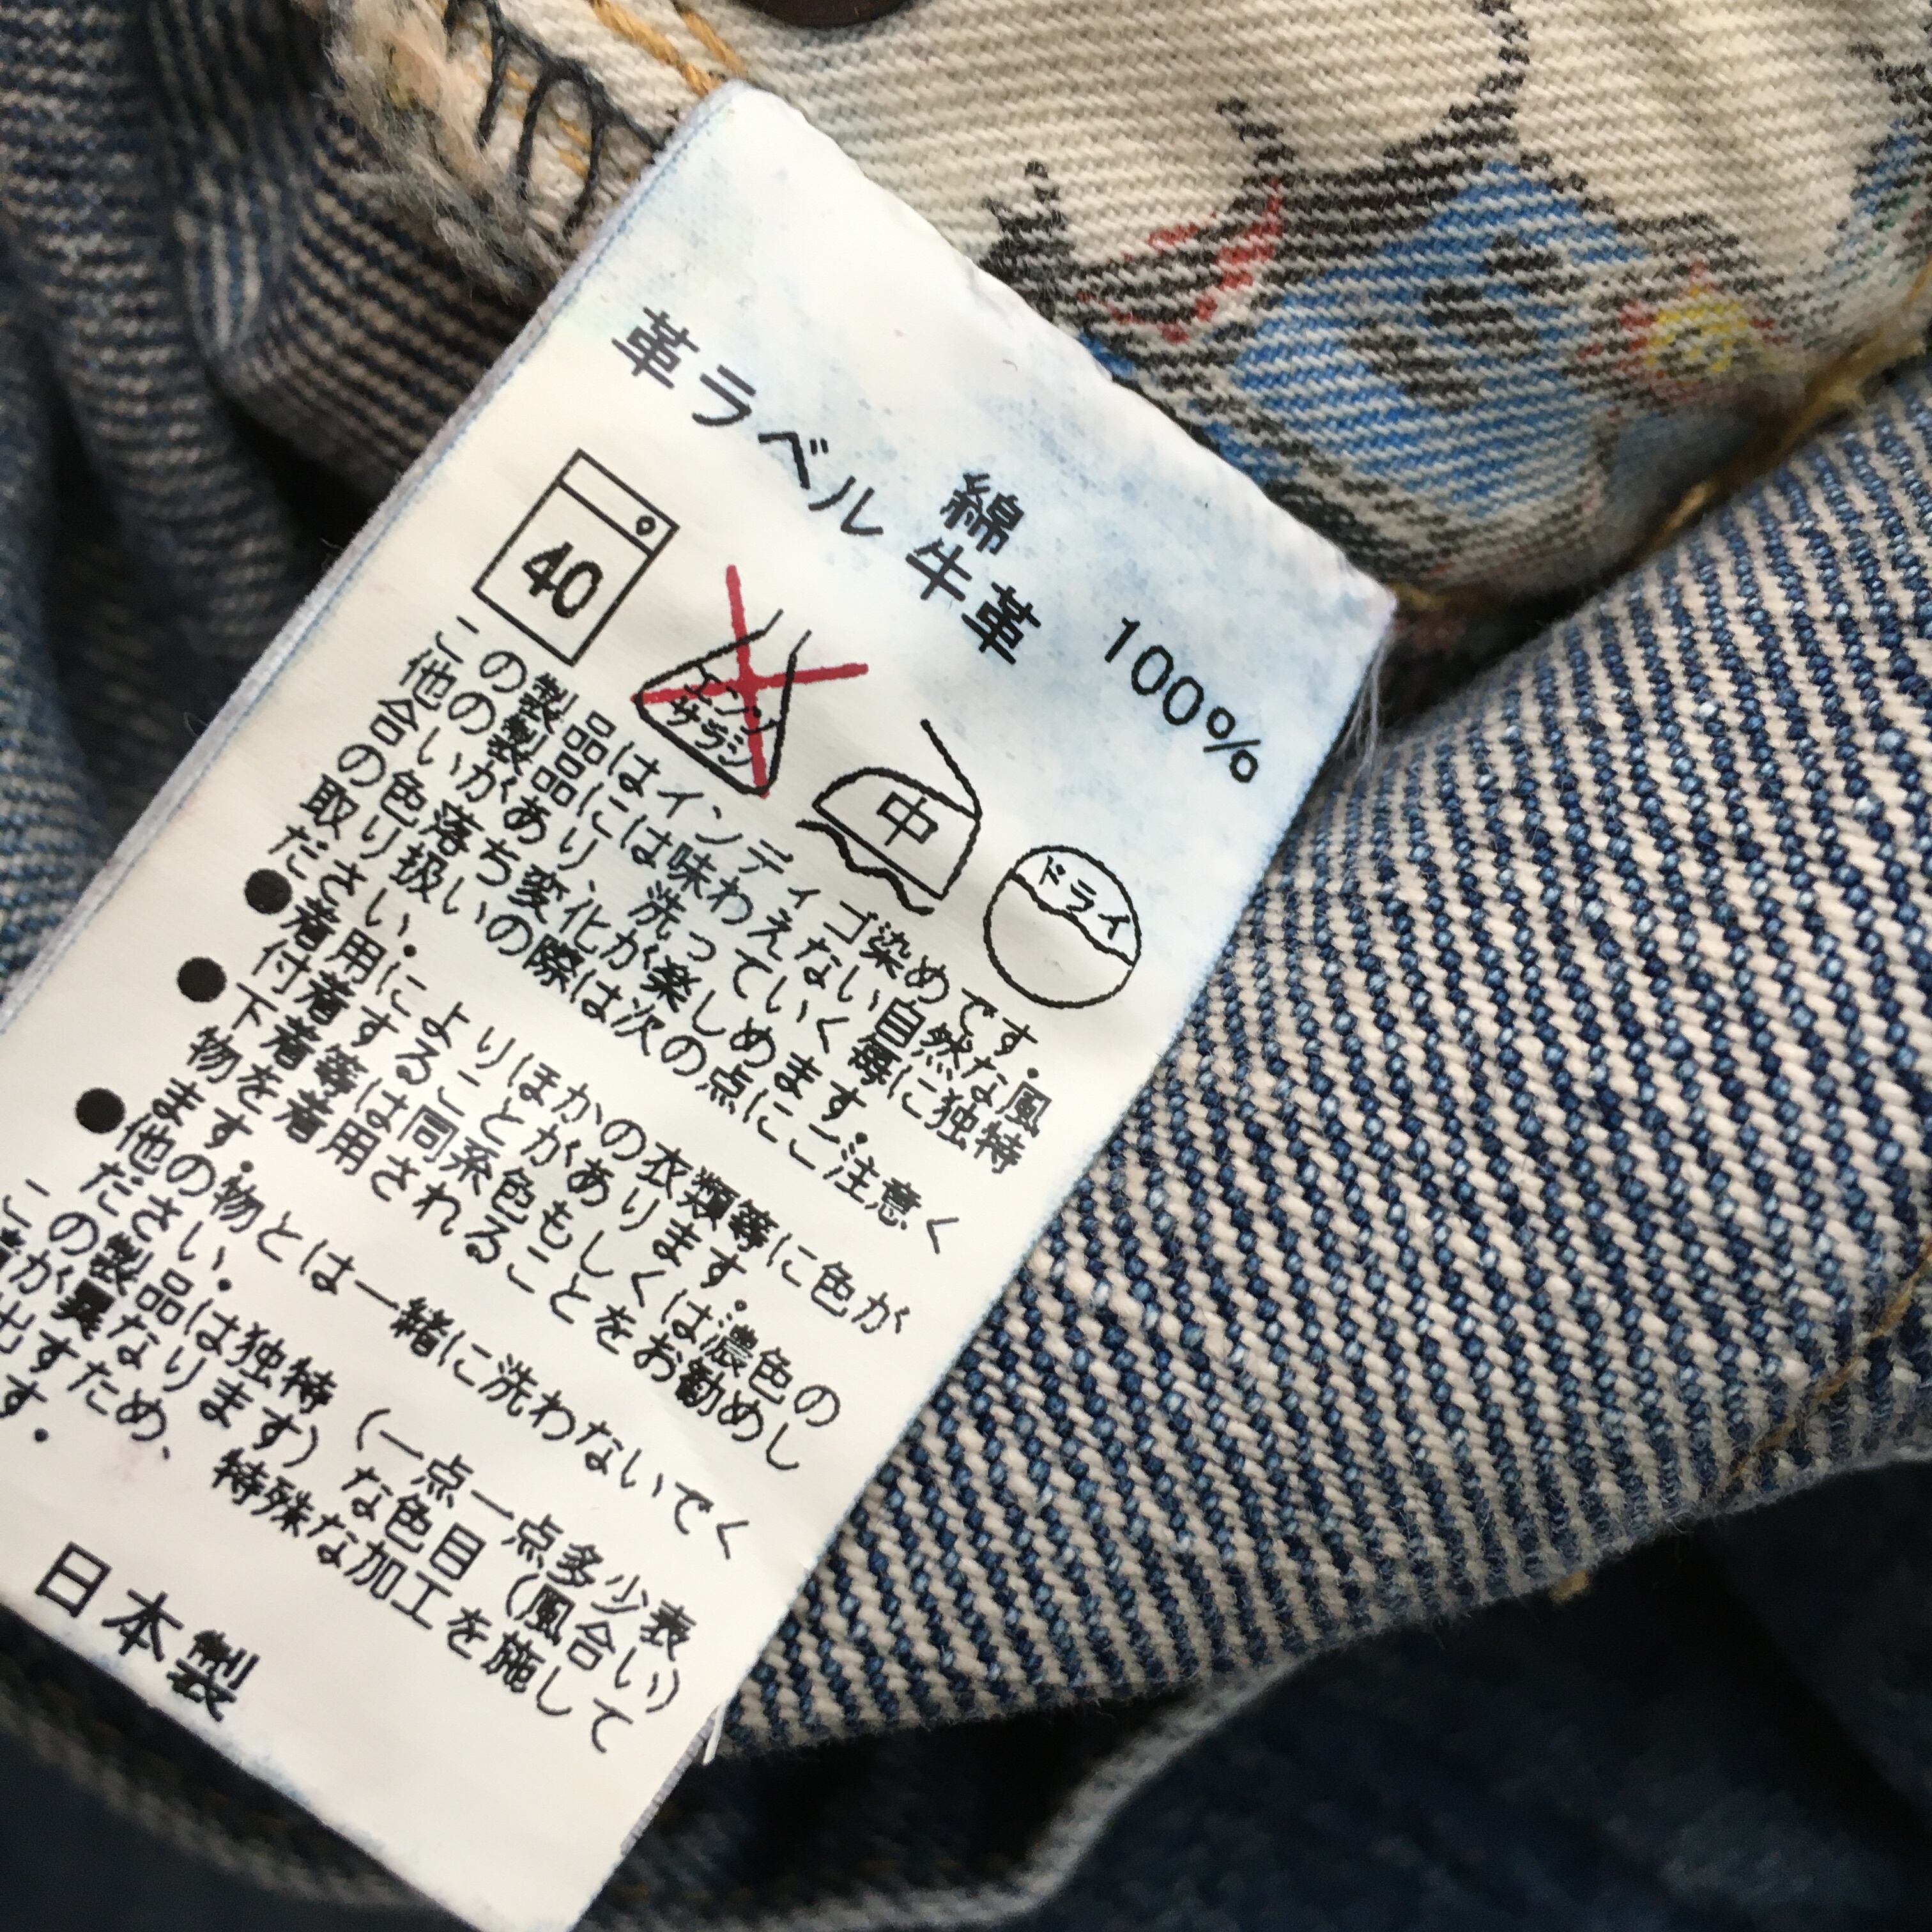 綿 100%
革ラベル 牛革
40
エンソ
サラシ
中
ドライ
この製品はインディゴ染めです.
他の製品には味わえない自然な風
合いがあり、洗っていく毎に独特
の色落ち変化が楽しめます.
取り扱いの際は次の点にご注意く
ださい.
●着用によりほかの衣類等に色が
付着することがあります.
●下着等は同系色もしくは濃色の
物を着用されることをお勧めし
ます.
●他の物とは一緒に洗わないでく
ださい.
この製品は独特(一点一点多少表
が異なります)な色目(風合い)
出すため、特殊な加工を施して
す.
日本製